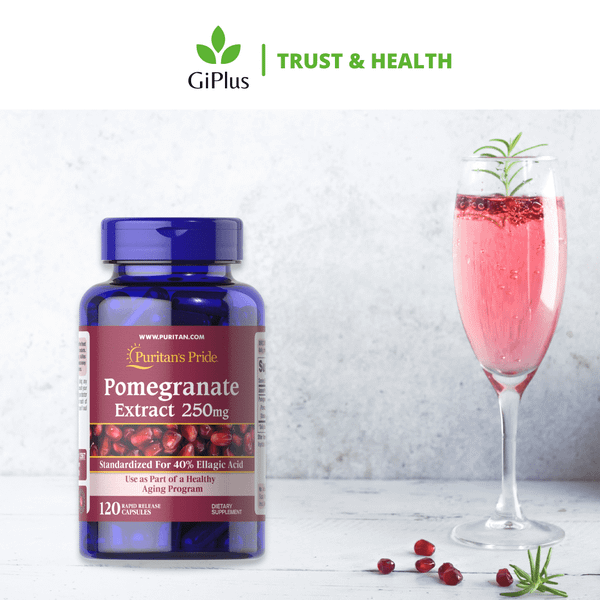 GiPlus
TRUST & HEALTH
WWW.PURITAN.COM
Puritan's Pride
Pomegranate
Extract 250mg
Standardized For 40% Ellagic Acid
Use as Part of a Healthy
Aging Program
120 RAPID RELEASE
CAPSULES
DIETARY
SUPPLEMENT